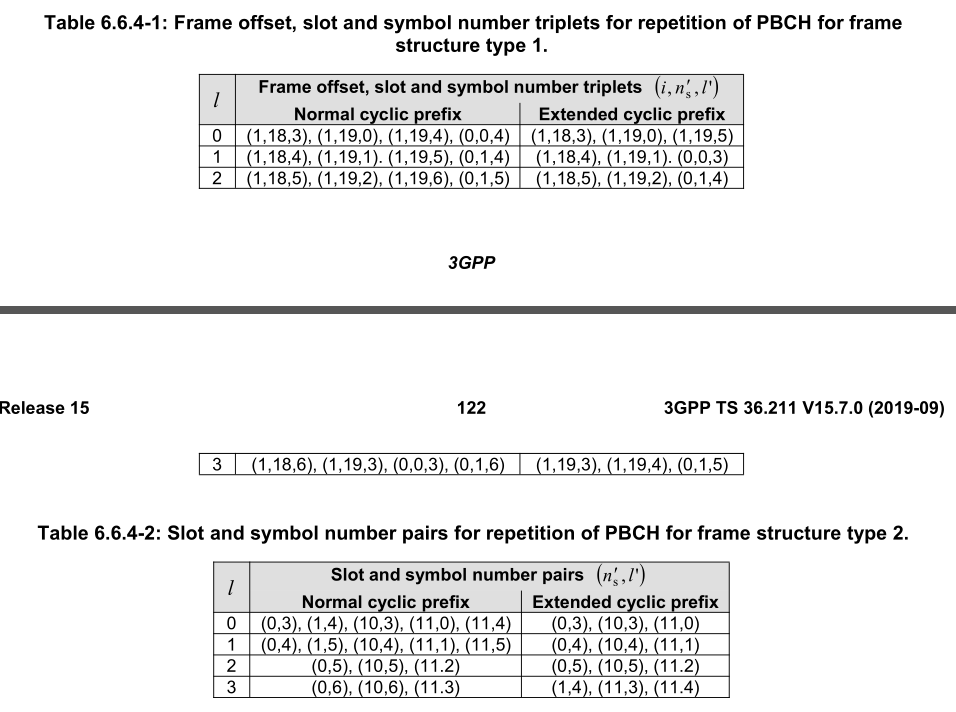 Table 6.6.4-1: Frame offset, slot and symbol number triplets for repetition of PBCH for frame
structure type 1.
l Frame offset, slot and symbol number triplets (i, n′s, l')
Normal cyclic prefix Extended cyclic prefix
0 (1,18,3), (1,19,0), (1,19,4), (0,0,4) (1,18,3), (1,19,0), (1,19,5)
1 (1,18,4), (1,19,1). (1,19,5), (0,1,4) (1,18,4), (1,19,1). (0,0,3)
2 (1,18,5), (1,19,2), (1,19,6), (0,1,5) (1,18,5), (1,19,2), (0,1,4)
3GPP
Release 15 122 3GPP TS 36.211 V15.7.0 (2019-09)
3 (1,18,6), (1,19,3), (0,0,3), (0,1,6) (1,19,3), (1,19,4), (0,1,5)
Table 6.6.4-2: Slot and symbol number pairs for repetition of PBCH for frame structure type 2.
l Slot and symbol number pairs (n′s, l')
Normal cyclic prefix Extended cyclic prefix
0 (0,3), (1,4), (10,3), (11,0), (11,4) (0,3), (10,3), (11,0)
1 (0,4), (1,5), (10,4), (11,1), (11,5) (0,4), (10,4), (11,1)
2 (0,5), (10,5), (11.2) (0,5), (10,5), (11.2)
3 (0,6), (10,6), (11.3) (1,4), (11,3), (11.4)